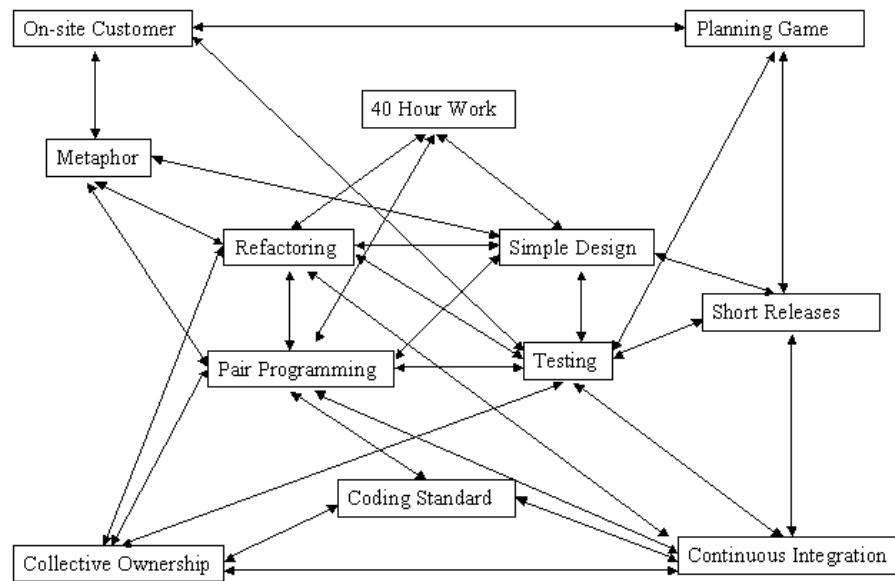 On-site Customer
Planning Game
40 Hour Work
Metaphor
Refactoring
Simple Design
Short Releases
Pair Programming
Testing
Coding Standard
Collective Ownership
Continuous Integration